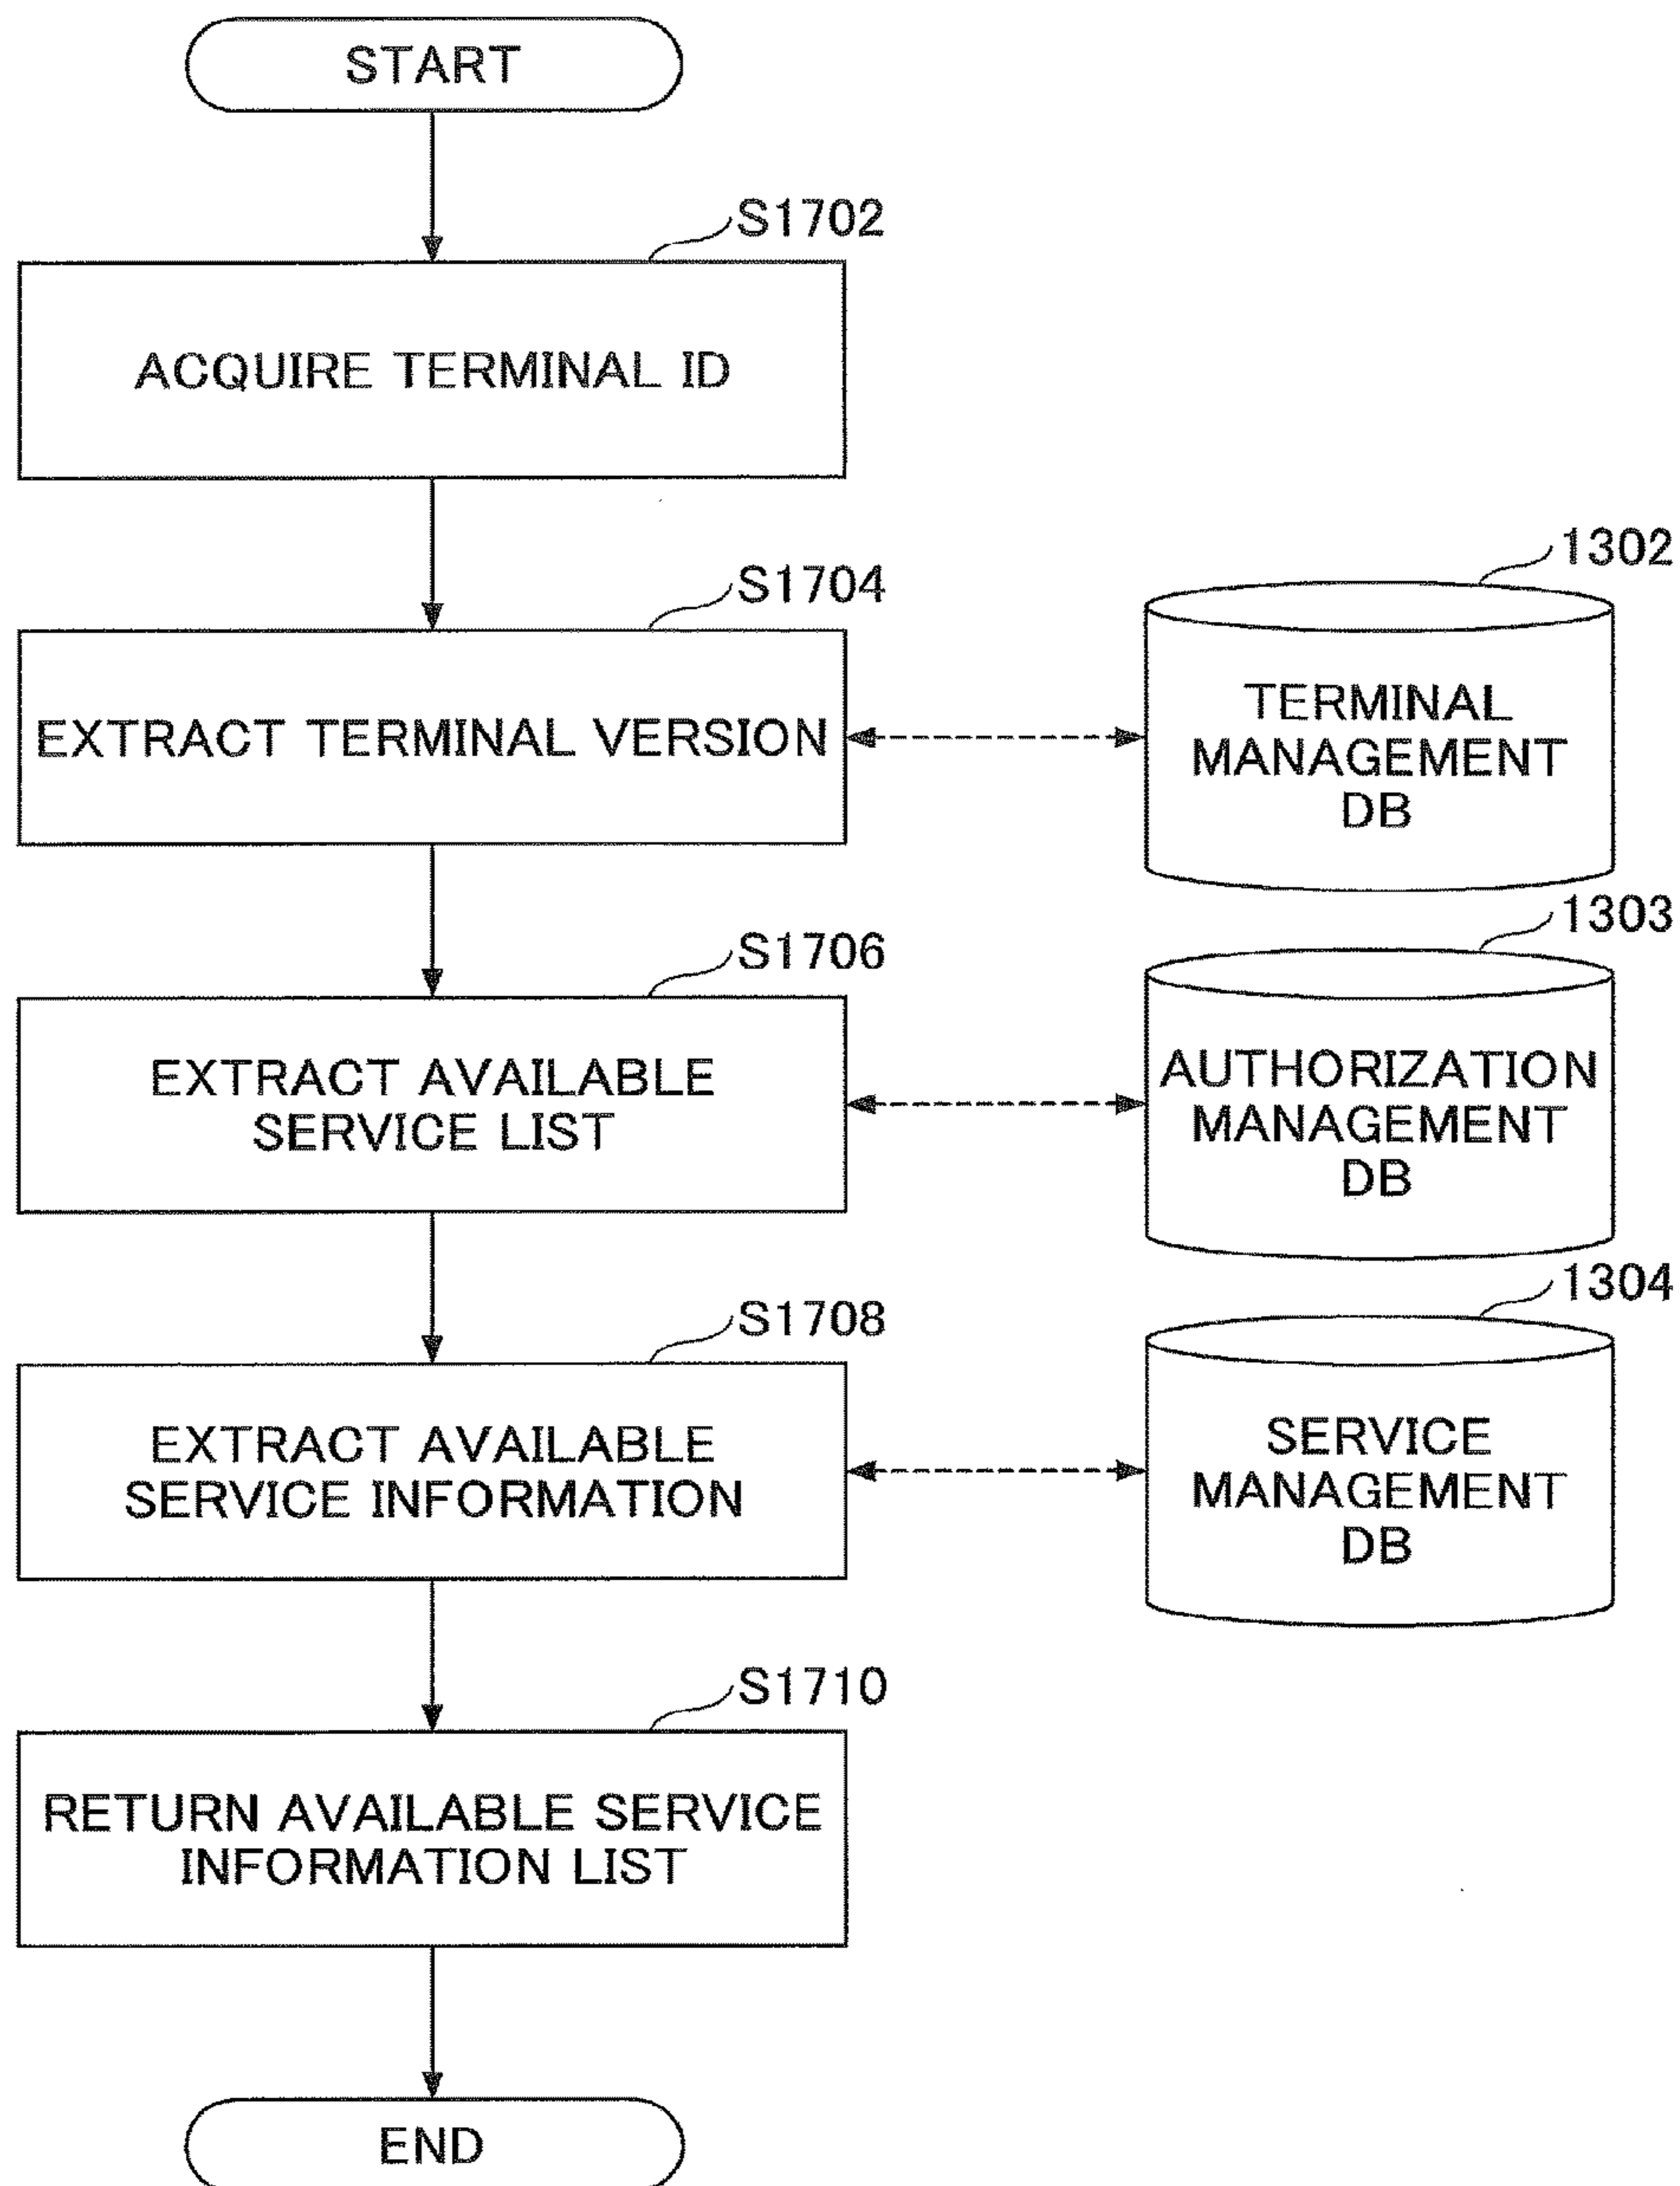 START
S1702
ACQUIRE TERMINAL ID
S1704
EXTRACT TERMINAL VERSION
1302
TERMINAL
MANAGEMENT
DB
S1706
EXTRACT AVAILABLE
SERVICE LIST
1303
AUTHORIZATION
MANAGEMENT
DB
S1708
EXTRACT AVAILABLE
SERVICE INFORMATION
1304
SERVICE
MANAGEMENT
DB
S1710
RETURN AVAILABLE SERVICE
INFORMATION LIST
END